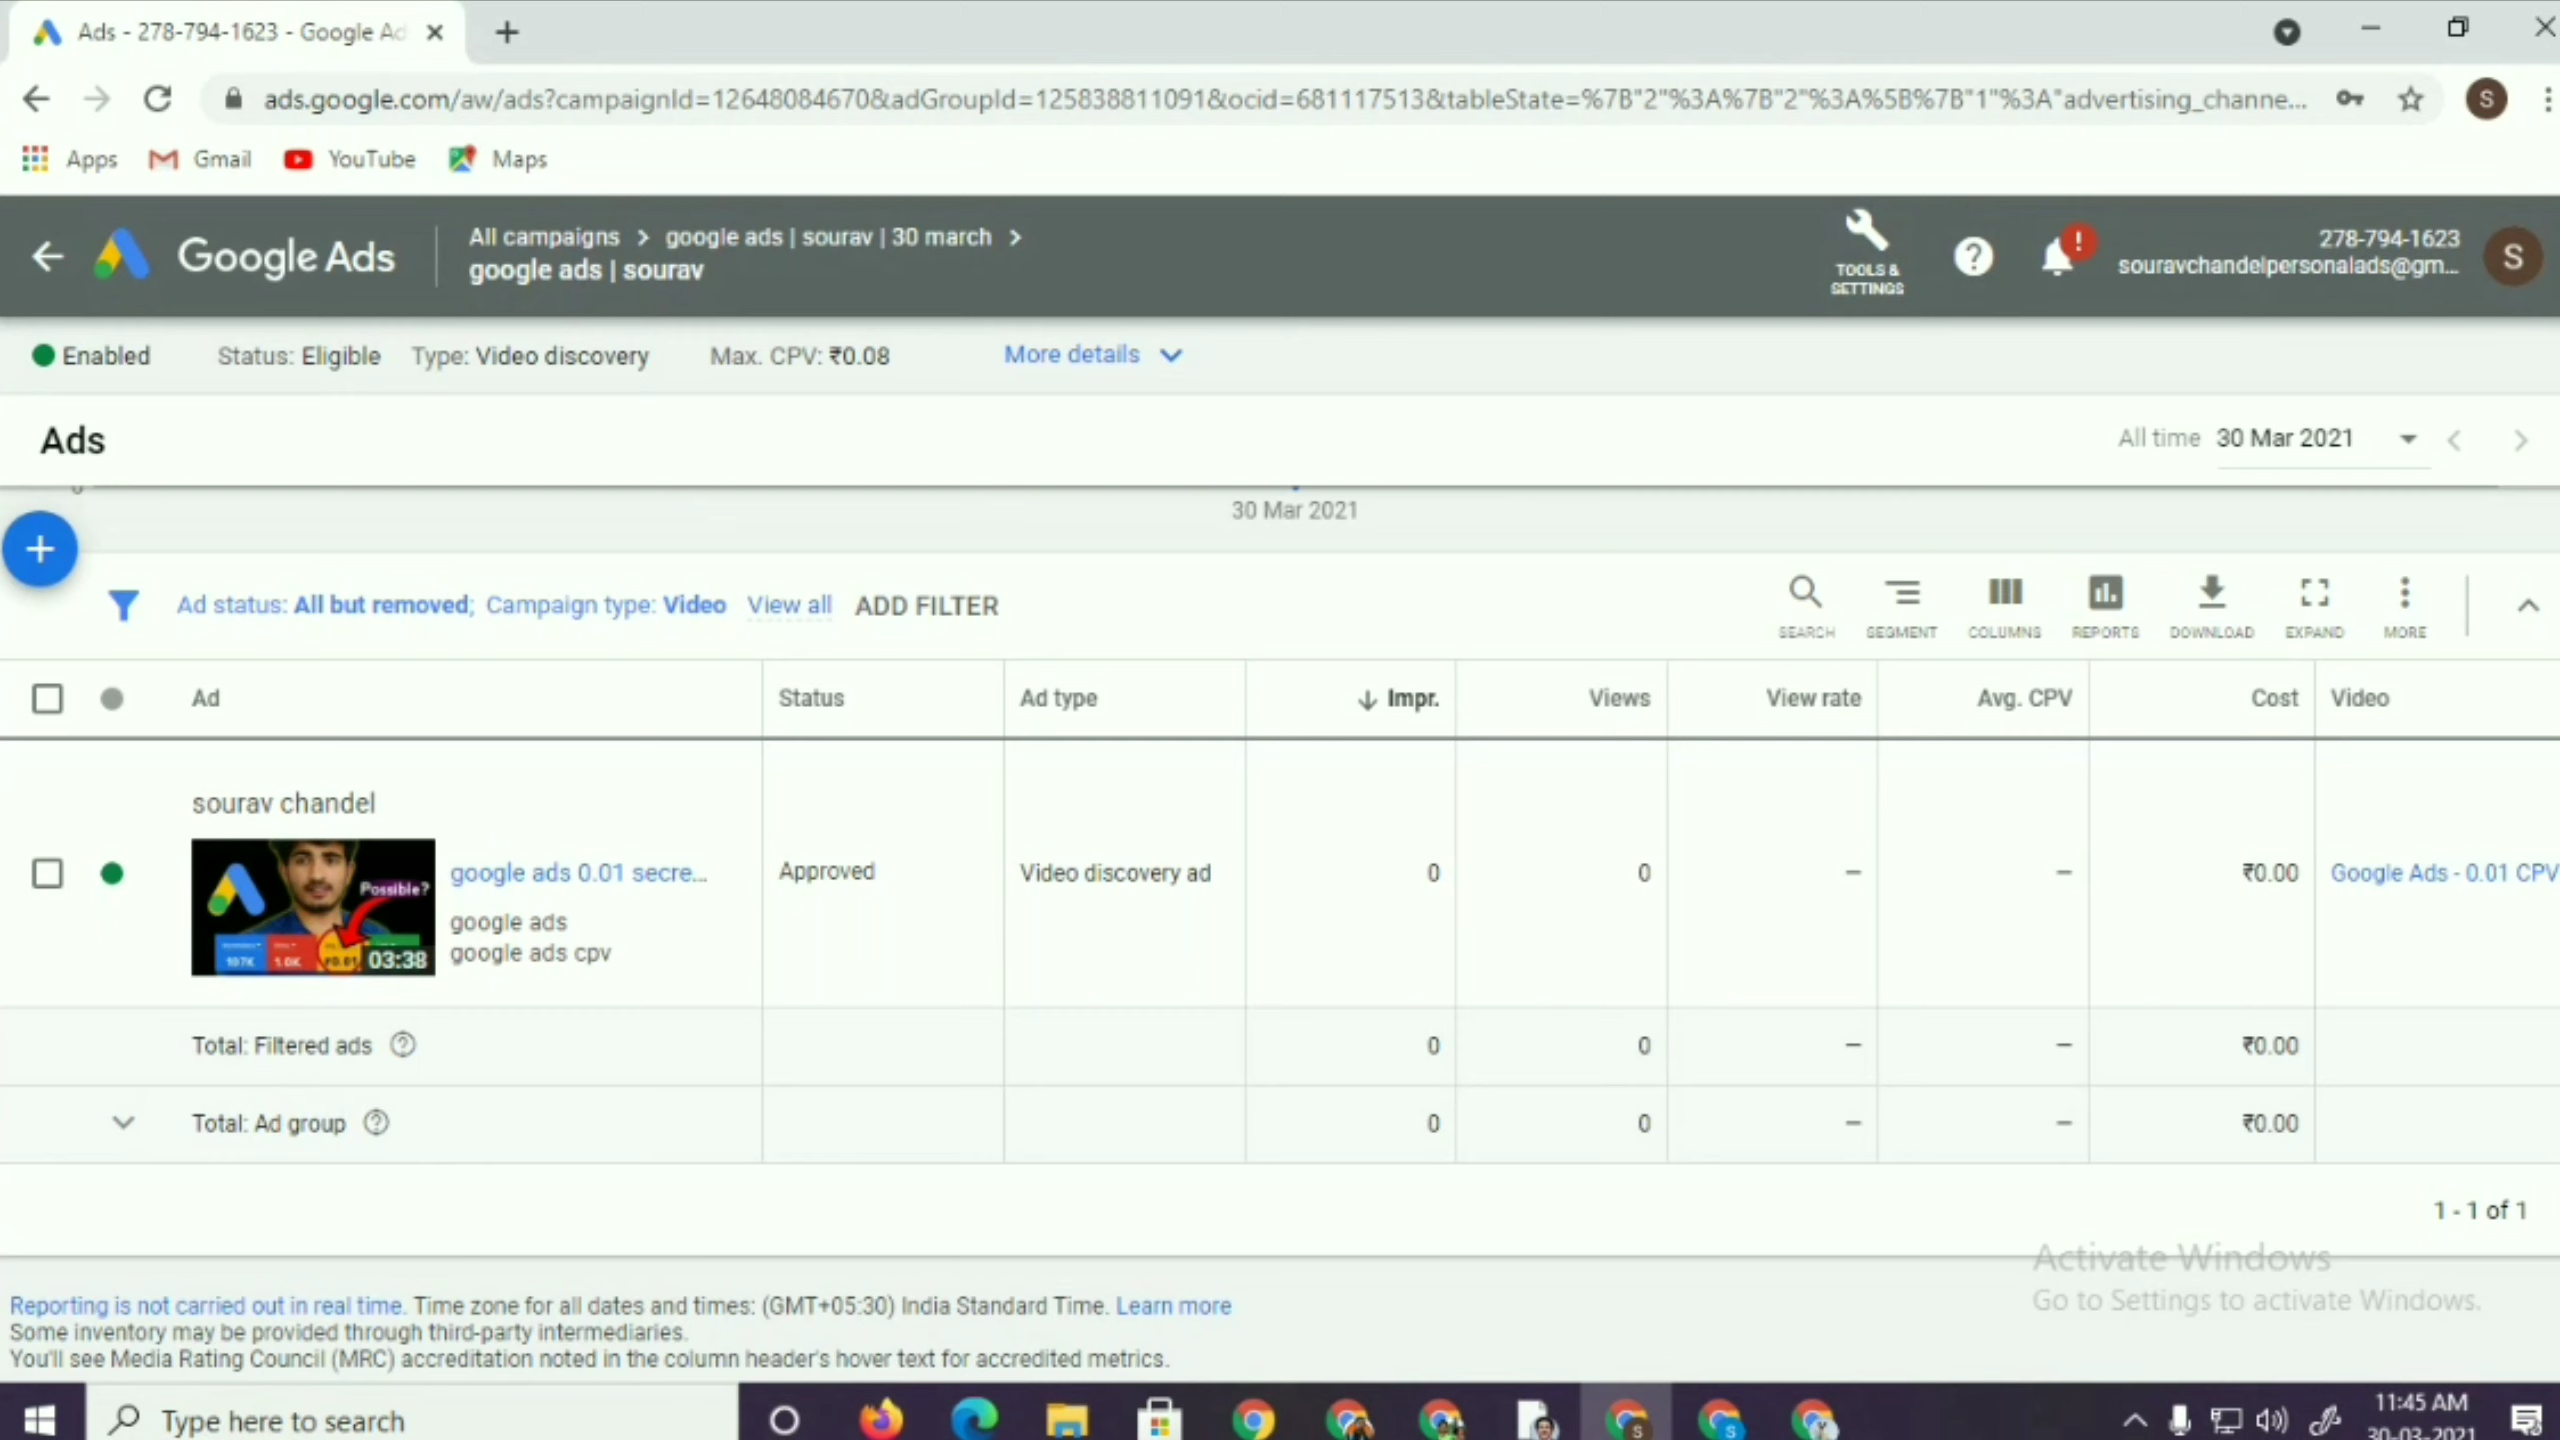 Ads - 278-794-1623 - Google Ad
ads.google.com/aw/ads?campaignId=12648084670&adGroupId=125838811091&ocid=681117513&tableState=%7B"2"%3A%7B"2"%3A%5B%7B"1"%3A"advertising_channe...
S
Apps
Gmail
YouTube
Maps
Google Ads
All campaigns > google ads | sourav | 30 march >
google ads | sourav
TOOLS &
SETTINGS
278-794-1623
souravchandelpersonalads@gm...
S
Enabled
Status: Eligible
Type: Video discovery
Max. CPV: ₹0.08
More details
Ads
All time
30 Mar 2021
30 Mar 2021
Ad status: All but removed; Campaign type: Video
View all
ADD FILTER
SEARCH
SEGMENT
COLUMNS
REPORTS
DOWNLOAD
EXPAND
MORE
Ad
Status
Ad type
Impr.
Views
View rate
Avg. CPV
Cost
Video
sourav chandel
Possible?
107K
1.0K
₹0.01
03:38
google ads 0.01 secre...
google ads
google ads cpv
Approved
Video discovery ad
0
0
–
–
₹0.00
Google Ads - 0.01 CPV
Total: Filtered ads
0
0
–
–
₹0.00
Total: Ad group
0
0
–
–
₹0.00
1 - 1 of 1
Activate Windows
Go to Settings to activate Windows.
Reporting is not carried out in real time. Time zone for all dates and times: (GMT+05:30) India Standard Time. Learn more
Some inventory may be provided through third-party intermediaries.
You'll see Media Rating Council (MRC) accreditation noted in the column header's hover text for accredited metrics.
Type here to search
11:45 AM
30-03-2021